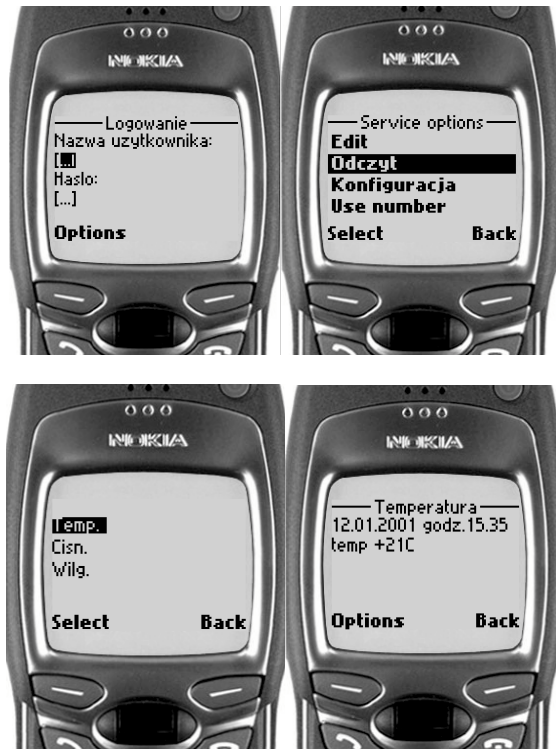 NOKIA
Logowanie
Nazwa uzytkownika:
[...]
Haslo:
[...]
Options
NOKIA
Service options
Edit
Odczyt
Konfiguracja
Use number
Select Back
NOKIA
Temp.
Cisn.
Wilg.
Select Back
NOKIA
Temperatura
12.01.2001 godz.15.35
temp +21C
Options Back